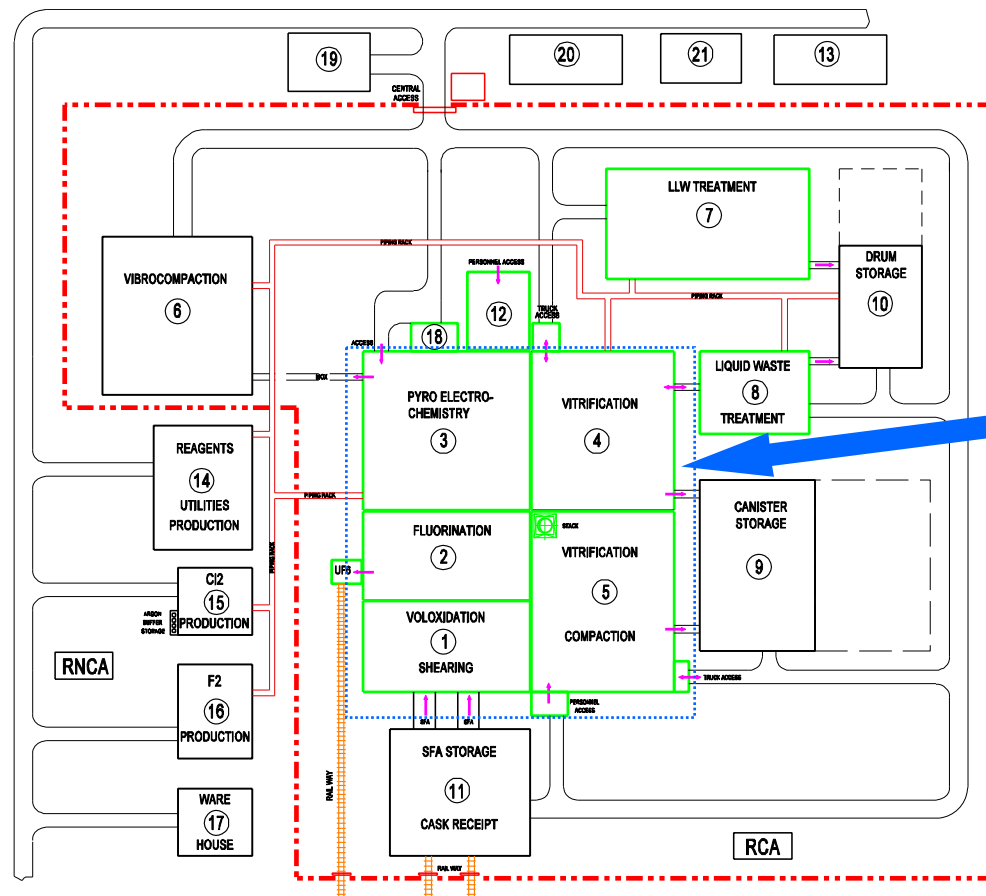 19
20
21
13
CENTRAL
ACCESS
LLW TREATMENT
7
PIPING RACK
DRUM
STORAGE
10
PERSONNEL ACCESS
VIBROCOMPACTION
6
12
TRUCK
ACCESS
PIPING RACK
18
ACCESS
LIQUID WASTE
8
TREATMENT
BOX
PYRO ELECTRO-
CHEMISTRY
3
VITRIFICATION
4
REAGENTS
14
UTILITIES
PRODUCTION
PIPING RACK
CANISTER
STORAGE
9
FLUORINATION
2
STACK
VITRIFICATION
5
COMPACTION
PIPING RACK
UF6
Cl2
15
PRODUCTION
ARGON
BUFFER
STORAGE
VOLOXIDATION
1
SHEARING
RNCA
F2
16
PRODUCTION
TRUCK ACCESS
PERSONNEL
ACCESS
SFA
SFA
RAIL WAY
SFA STORAGE
11
CASK RECEIPT
WARE
17
HOUSE
RCA
RAIL WAY